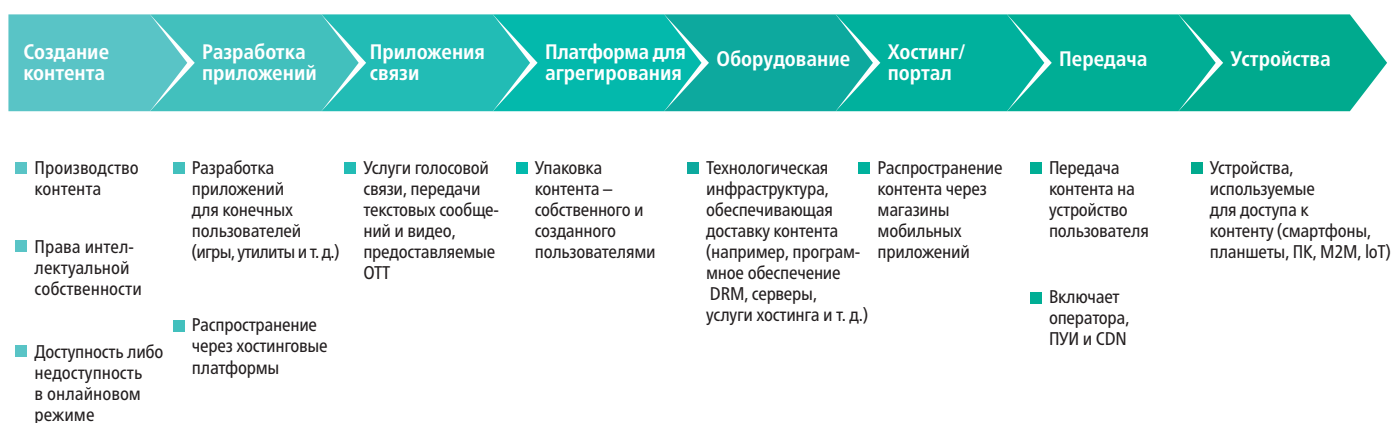 Создание
контента
Разработка
приложений
Приложения
связи
Платформа для
агрегирования
Оборудование
Хостинг/
портал
Передача
Устройства
Производство
контента
Права интел-
лектуальной
собственности
Доступность либо
недоступность
в онлайновом
режиме
Разработка
приложений
для конечных
пользователей
(игры, утилиты и т. д.)
Распространение
через хостинговые
платформы
Услуги голосовой
связи, передачи
текстовых сообще-
ний и видео,
предоставляемые
ОТТ
Упаковка
контента –
собственного и
созданного
пользователями
Технологическая
инфраструктура,
обеспечивающая
доставку контента
(например, програм-
мное обеспечение
DRM, серверы,
услуги хостинга и т. д.)
Распространение
контента через
магазины
мобильных
приложений
Передача
контента на
устройство
пользователя
Включает
оператора,
ПУИ и CDN
Устройства,
используемые
для доступа к
контенту (смартфоны,
планшеты, ПК, M2M, IoT)